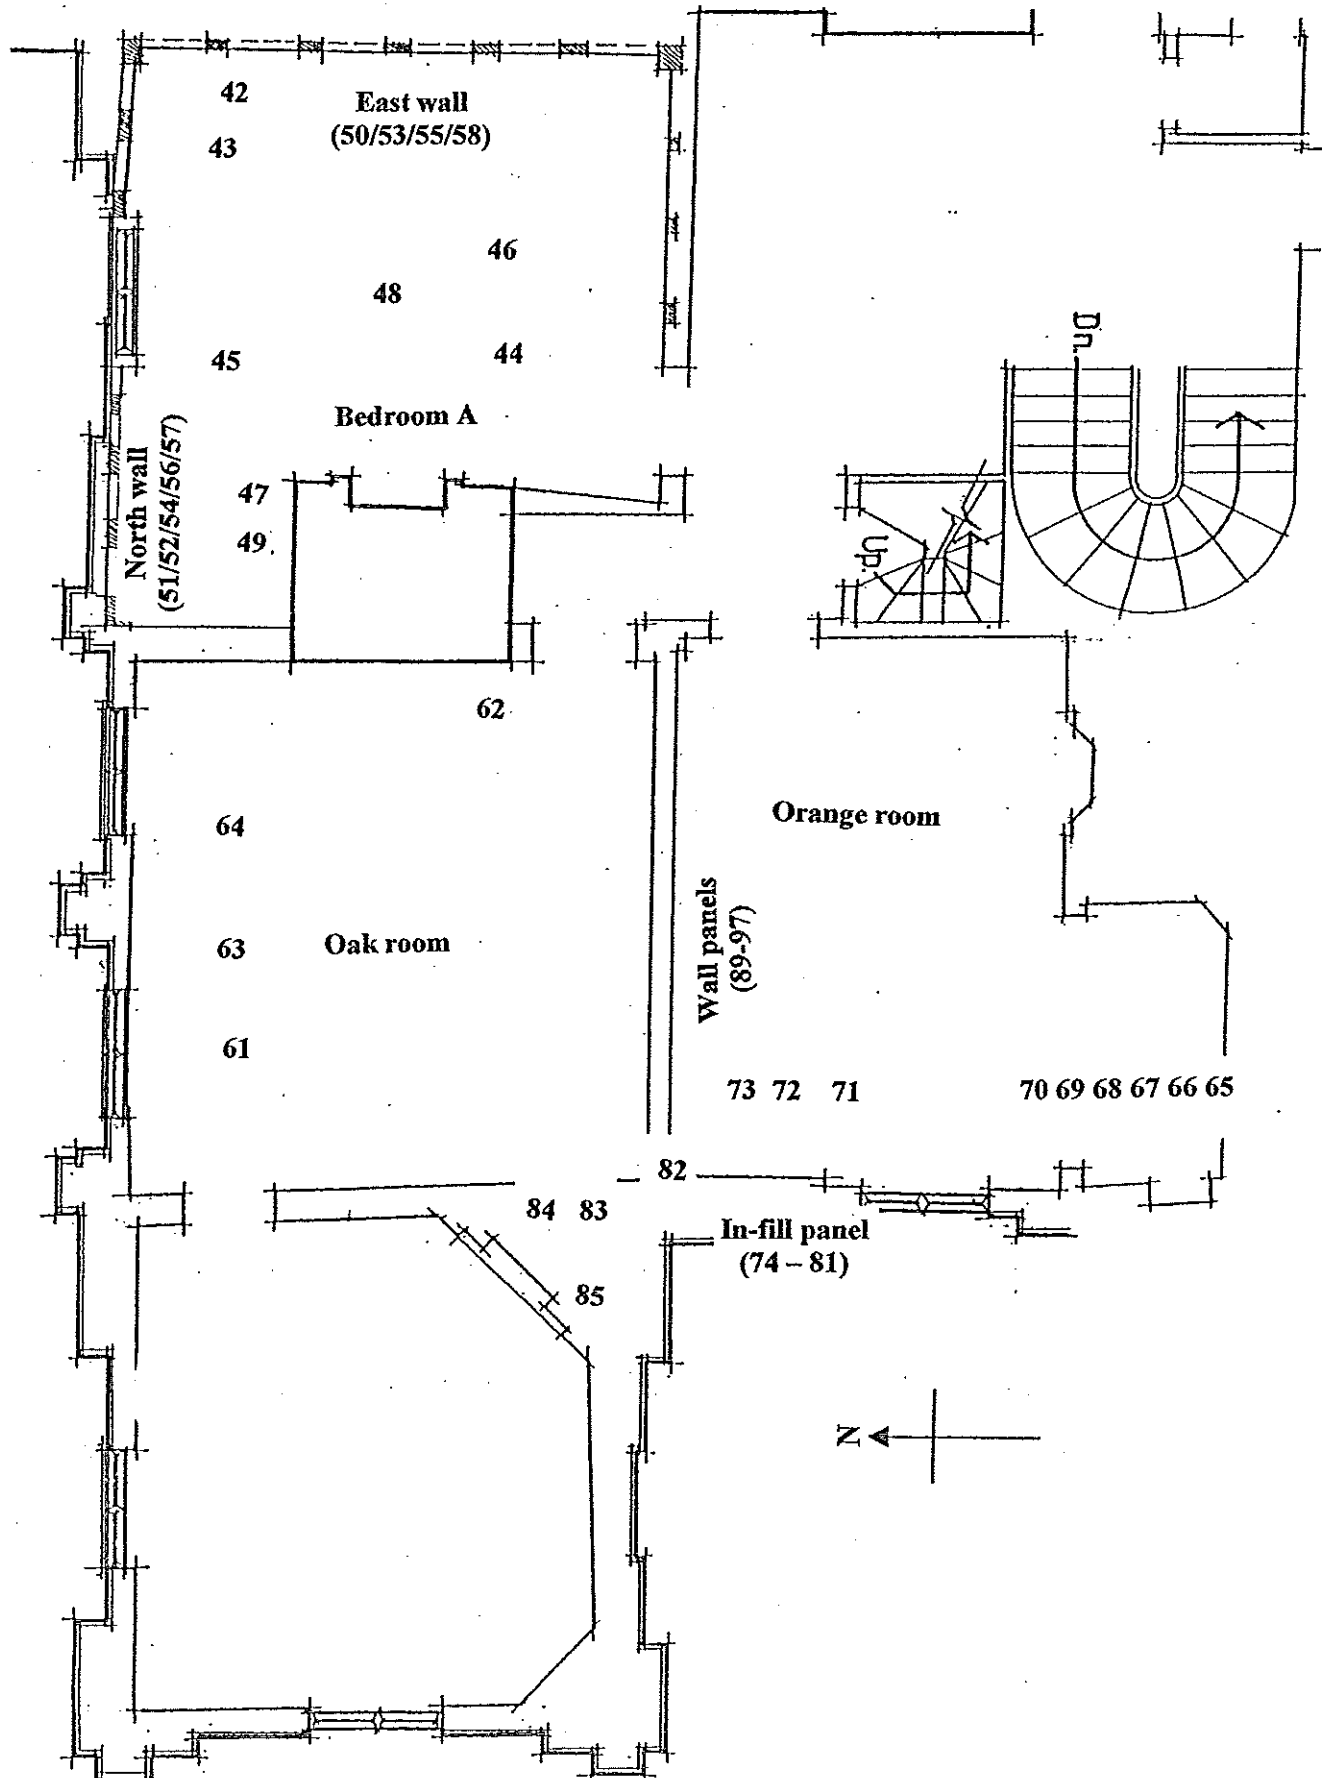 42
East wall
(50/53/55/58)
43
46
48
Dn.
45
44
Bedroom A
North wall
(51/52/54/56/57)
47
49
Up.
62
64
Orange room
63
Oak room
Wall panels
(89-97)
61
73 72 71 70 69 68 67 66 65
82
84 83
In-fill panel
(74 – 81)
85
N